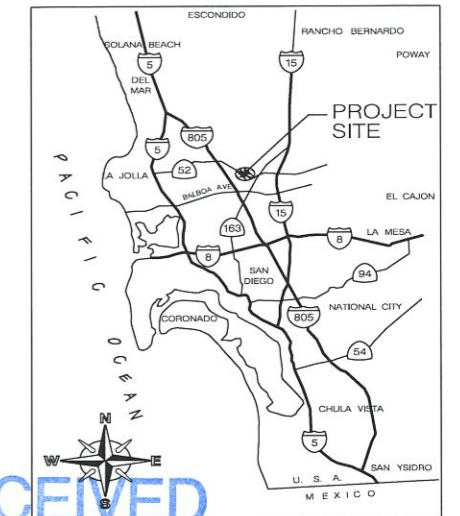 ESCONDIDO
RANCHO BERNARDO
SOLANA BEACH
POWAY
5
15
DEL
MAR
PROJECT
SITE
805
5
52
LA JOLLA
BALBOA AVE
EL CAJON
163
15
LA MESA
8
8
SAN
DIEGO
94
NATIONAL CITY
CORONADO
805
54
PACIFIC OCEAN
CHULA VISTA
N
W
E
S
5
SAN YSIDRO
U. S. A.
MEXICO